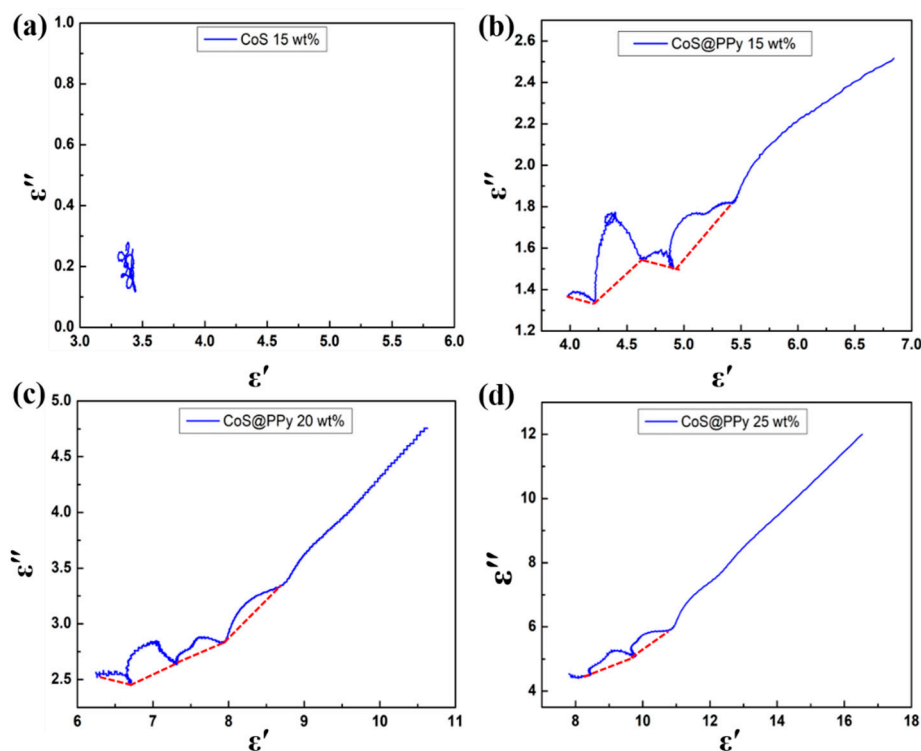 (a)
CoS 15 wt%
1.0
0.8
0.6
0.4
0.2
0.0
3.0 3.5 4.0 4.5 5.0 5.5 6.0
ε″
ε′
(b)
CoS@PPy 15 wt%
2.6
2.4
2.2
2.0
1.8
1.6
1.4
1.2
4.0 4.5 5.0 5.5 6.0 6.5 7.0
ε″
ε′
(c)
CoS@PPy 20 wt%
5.0
4.5
4.0
3.5
3.0
2.5
6 7 8 9 10 11
ε″
ε′
(d)
CoS@PPy 25 wt%
12
10
8
6
4
8 10 12 14 16 18
ε″
ε′